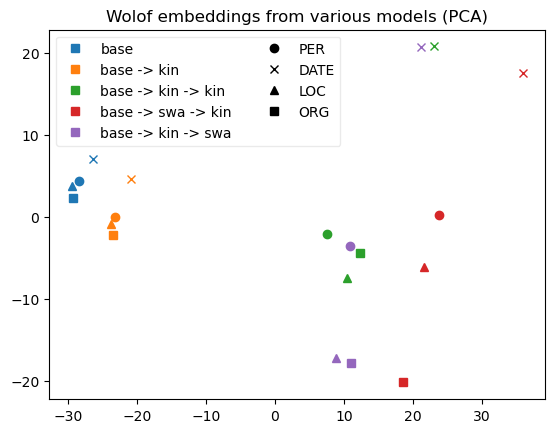 Wolof embeddings from various models (PCA)
base
base -> kin
base -> kin -> kin
base -> swa -> kin
base -> kin -> swa
PER
DATE
LOC
ORG
20
10
0
−10
−20
−30 −20 −10 0 10 20 30